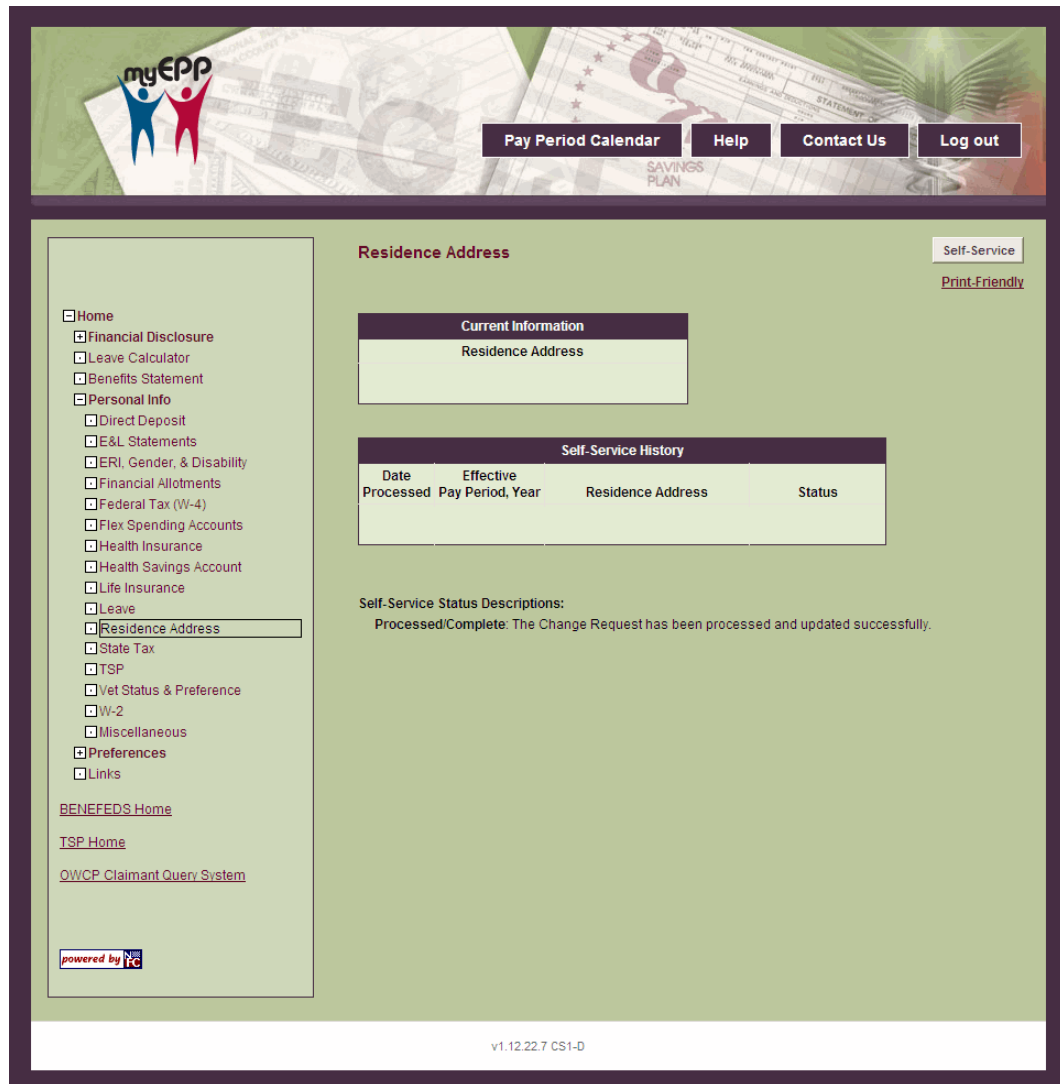 myEPP
STATEMENT
Pay Period Calendar
Help
Contact Us
Log out
SAVINGS
PLAN
Residence Address
Self-Service
Print-Friendly
Home
Financial Disclosure
Leave Calculator
Benefits Statement
Personal Info
Direct Deposit
E&L Statements
ERI, Gender, & Disability
Financial Allotments
Federal Tax (W-4)
Flex Spending Accounts
Health Insurance
Health Savings Account
Life Insurance
Leave
Residence Address
State Tax
TSP
Vet Status & Preference
W-2
Miscellaneous
Preferences
Links
BENEFEDS Home
TSP Home
OWCP Claimant Query System
powered by NFC
Current Information
Residence Address
Self-Service History
Date Processed
Effective Pay Period, Year
Residence Address
Status
Self-Service Status Descriptions:
Processed/Complete: The Change Request has been processed and updated successfully.
v1.12.22.7 CS1-D